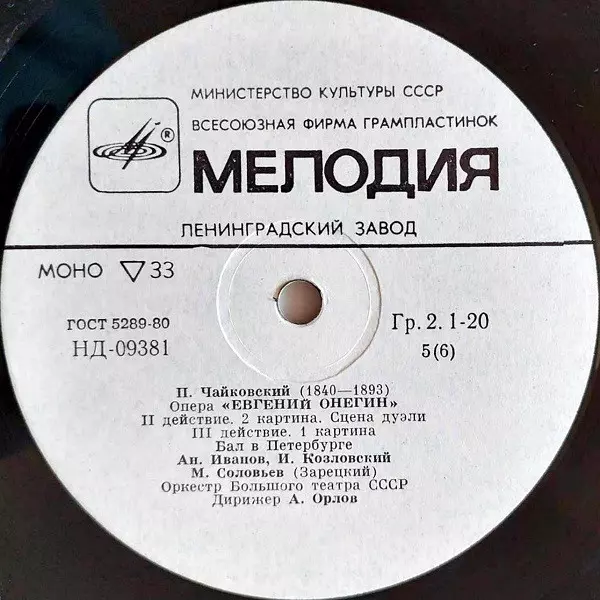 МИНИСТЕРСТВО КУЛЬТУРЫ СССР
ВСЕСОЮЗНАЯ ФИРМА ГРАМПЛАСТИНОК
®
МЕЛОДИЯ
ЛЕНИНГРАДСКИЙ ЗАВОД
МОНО ▽ 33
ГОСТ 5289-80
НД-09381
Гр. 2. 1-20
5(6)
П. Чайковский (1840—1893)
Опера «ЕВГЕНИЙ ОНЕГИН»
II действие. 2 картина. Сцена дуэли
III действие. 1 картина
Бал в Петербурге
Ан. Иванов, И. Козловский
М. Соловьев (Зарецкий)
Оркестр Большого театра СССР
Дирижер А. Орлов